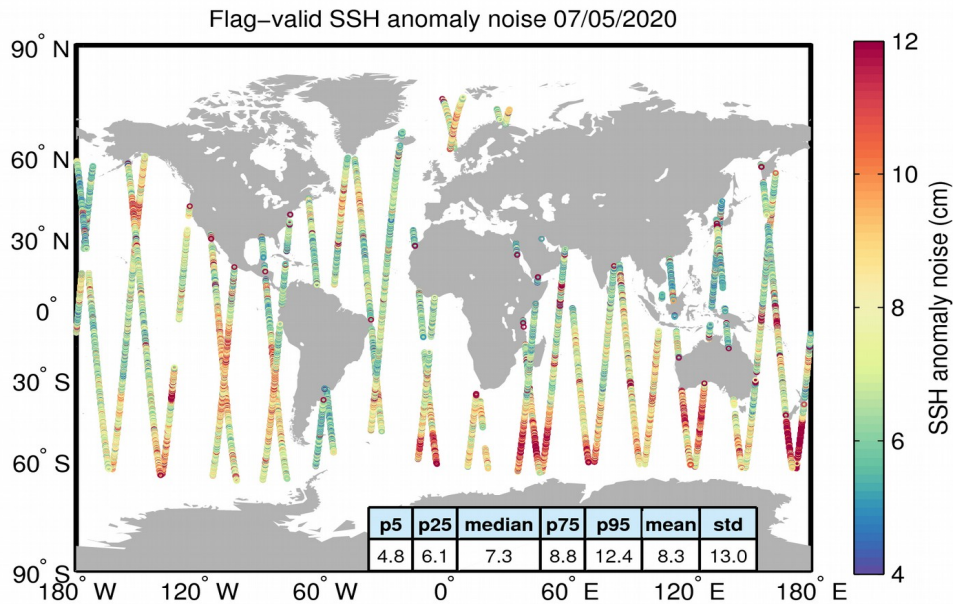 Flag−valid SSH anomaly noise 07/05/2020
90° N
60° N
30° N
0°
30° S
60° S
90° S
180° W
120° W
60° W
0°
60° E
120° E
180° E
p5 p25 median p75 p95 mean std
4.8 6.1 7.3 8.8 12.4 8.3 13.0
12
10
8
6
4
SSH anomaly noise (cm)